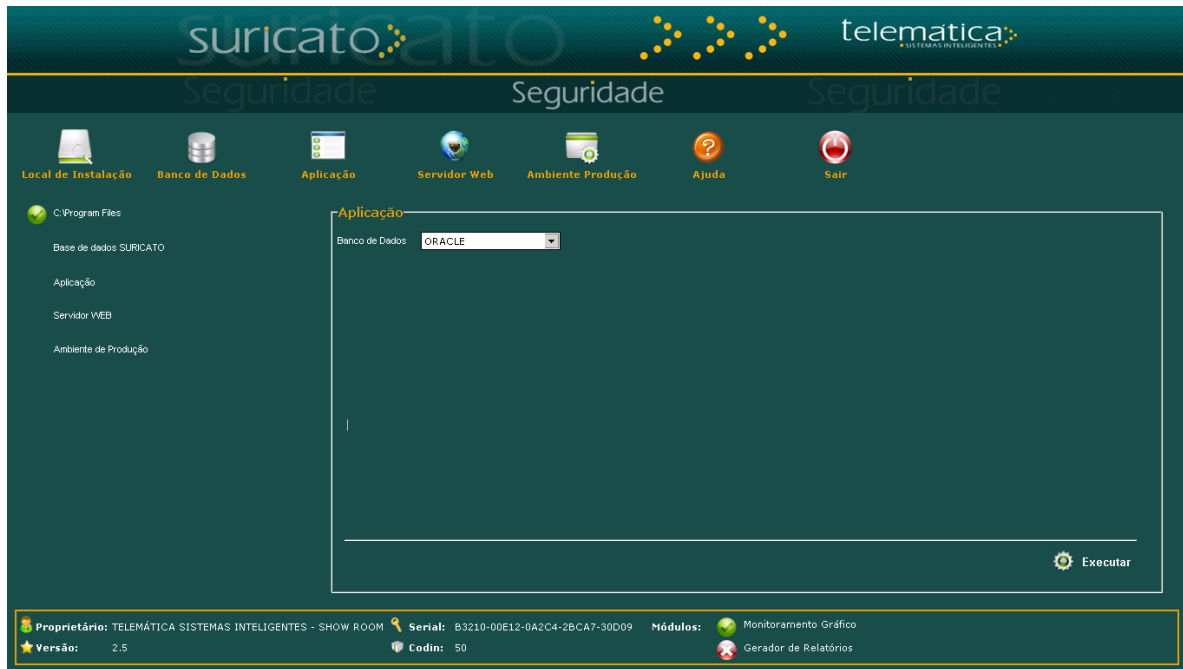 suricato
telemática
SISTEMAS INTELIGENTES
Seguridade Seguridade Seguridade
Local de Instalação Banco de Dados Aplicação Servidor Web Ambiente Produção Ajuda Sair
C:\Program Files
Base de dados SURICATO
Aplicação
Servidor WEB
Ambiente de Produção
Aplicação
Banco de Dados ORACLE
Executar
Proprietário: TELEMÁTICA SISTEMAS INTELIGENTES - SHOW ROOM Serial: B3210-00E12-0A2C4-2BCA7-30D09 Módulos: Monitoramento Gráfico
Versão: 2.5 Codin: 50 Gerador de Relatórios